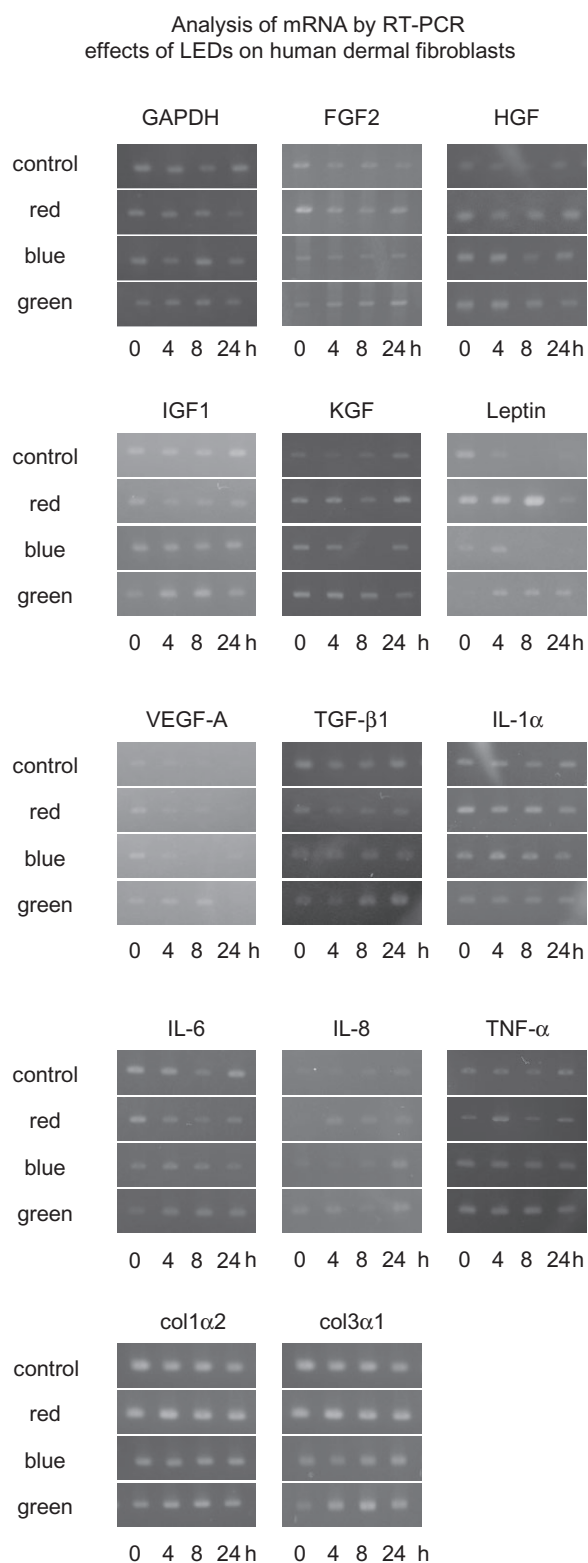 Analysis of mRNA by RT-PCR
effects of LEDs on human dermal fibroblasts
GAPDH FGF2 HGF
control
red
blue
green
0 4 8 24 h 0 4 8 24 h 0 4 8 24 h
IGF1 KGF Leptin
control
red
blue
green
0 4 8 24 h 0 4 8 24 h 0 4 8 24 h
VEGF-A TGF-β1 IL-1α
control
red
blue
green
0 4 8 24 h 0 4 8 24 h 0 4 8 24 h
IL-6 IL-8 TNF-α
control
red
blue
green
0 4 8 24 h 0 4 8 24 h 0 4 8 24 h
col1α2 col3α1
control
red
blue
green
0 4 8 24 h 0 4 8 24 h